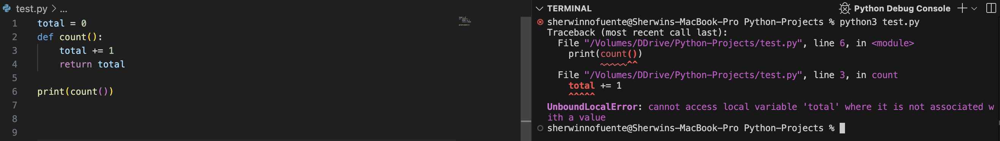 test.py > ...
1 total = 0
2 def count():
3     total += 1
4     return total
5
6 print(count())
7
8
9
TERMINAL
Python Debug Console
sherwinnofuente@Sherwins-MacBook-Pro Python-Projects % python3 test.py
Traceback (most recent call last):
  File "/Volumes/DDrive/Python-Projects/test.py", line 6, in <module>
    print(count())
          ~~~~~^^
  File "/Volumes/DDrive/Python-Projects/test.py", line 3, in count
    total += 1
    ^^^^^
UnboundLocalError: cannot access local variable 'total' where it is not associated w
ith a value
sherwinnofuente@Sherwins-MacBook-Pro Python-Projects %